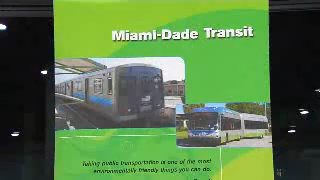 Miami-Dade Transit
Taking public transportation is one of the most
environmentally friendly things you can do.